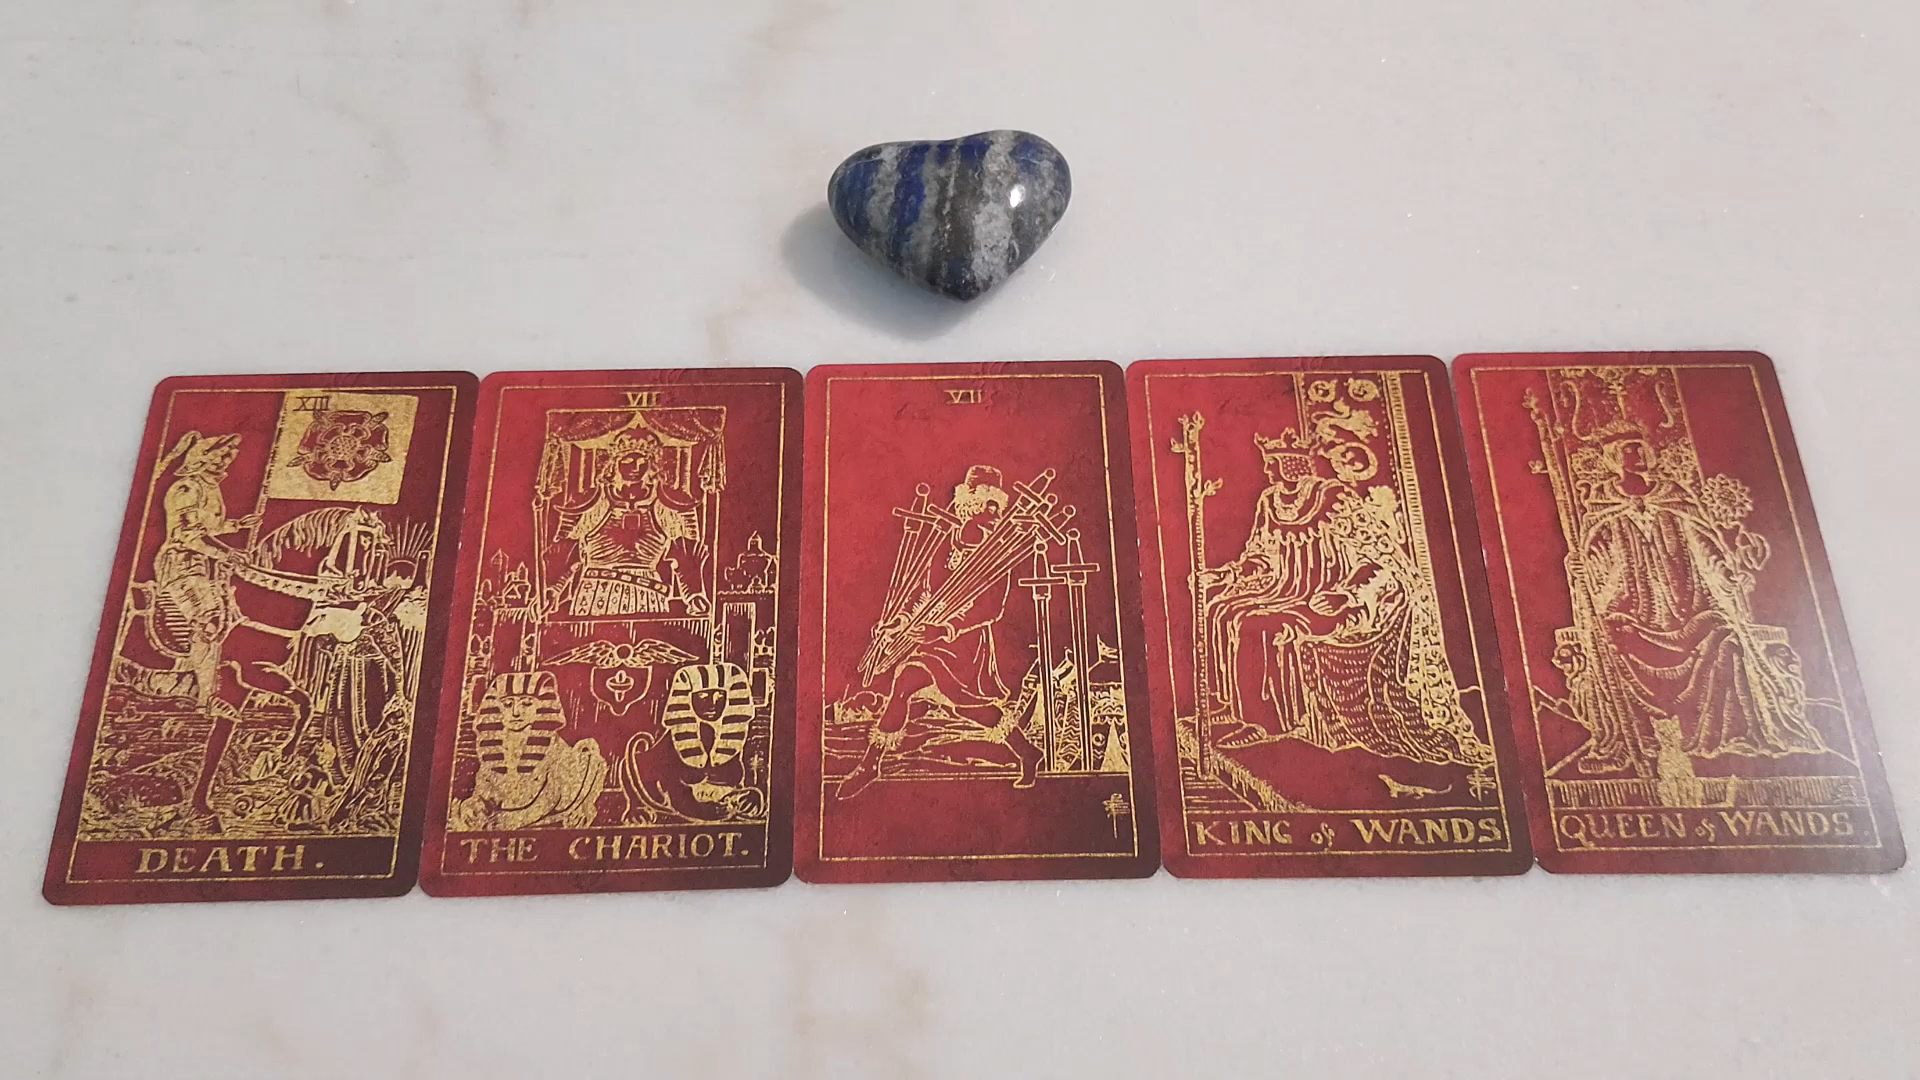 XIII
DEATH.
VII
THE CHARIOT.
VII
KING of WANDS
QUEEN of WANDS.